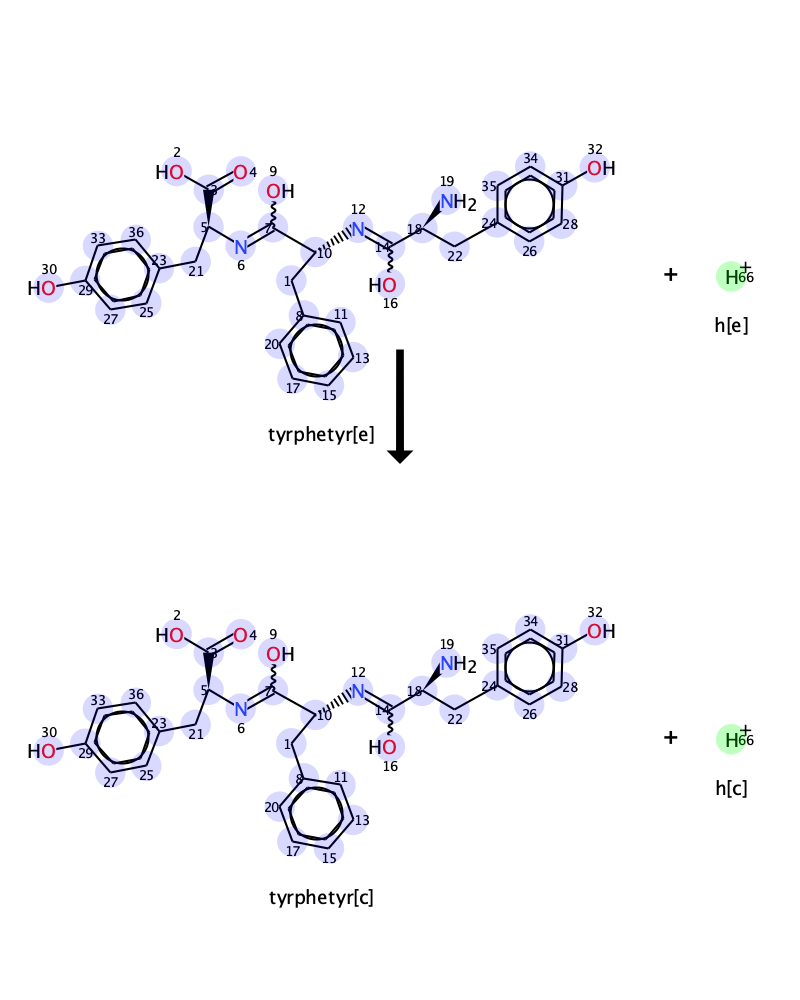 2 9 19 34 32
HO O 4 OH NH2 35 31 OH
3 12
33 36 5 7 N 18 24 28
30 23 N 10 14 22 26
HO 29 21 6 HO + H+ 66
27 25 1 16
8 11 h[e]
20 13
17 15
tyrphetyr[e]
2 9 19 34 32
HO O 4 OH NH2 35 31 OH
3 12
33 36 5 7 N 18 24 28
30 23 N 10 14 22 26
HO 29 21 6 HO + H+ 66
27 25 1 16
8 11 h[c]
20 13
17 15
tyrphetyr[c]